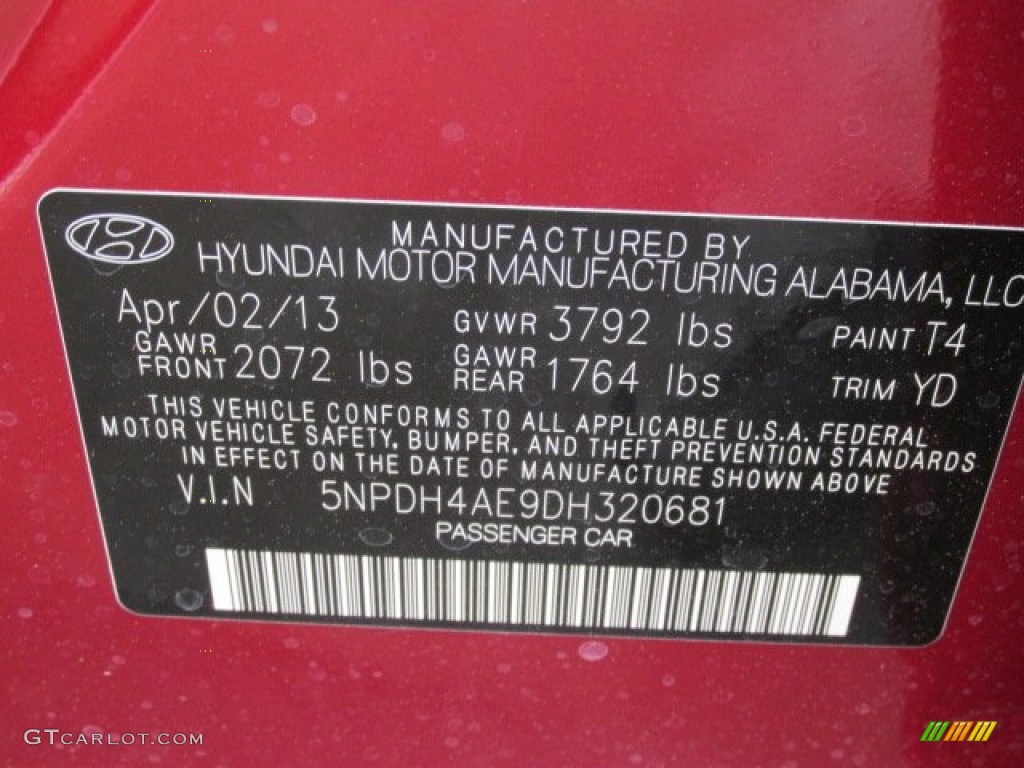 MANUFACTURED BY
HYUNDAI MOTOR MANUFACTURING ALABAMA, LLC
Apr/02/13 GVWR 3792 lbs PAINT T4
GAWR FRONT 2072 lbs GAWR REAR 1764 lbs TRIM YD
THIS VEHICLE CONFORMS TO ALL APPLICABLE U.S.A. FEDERAL
MOTOR VEHICLE SAFETY, BUMPER, AND THEFT PREVENTION STANDARDS
IN EFFECT ON THE DATE OF MANUFACTURE SHOWN ABOVE
V.I.N 5NPDH4AE9DH320681
PASSENGER CAR
GTCARLOT.COM